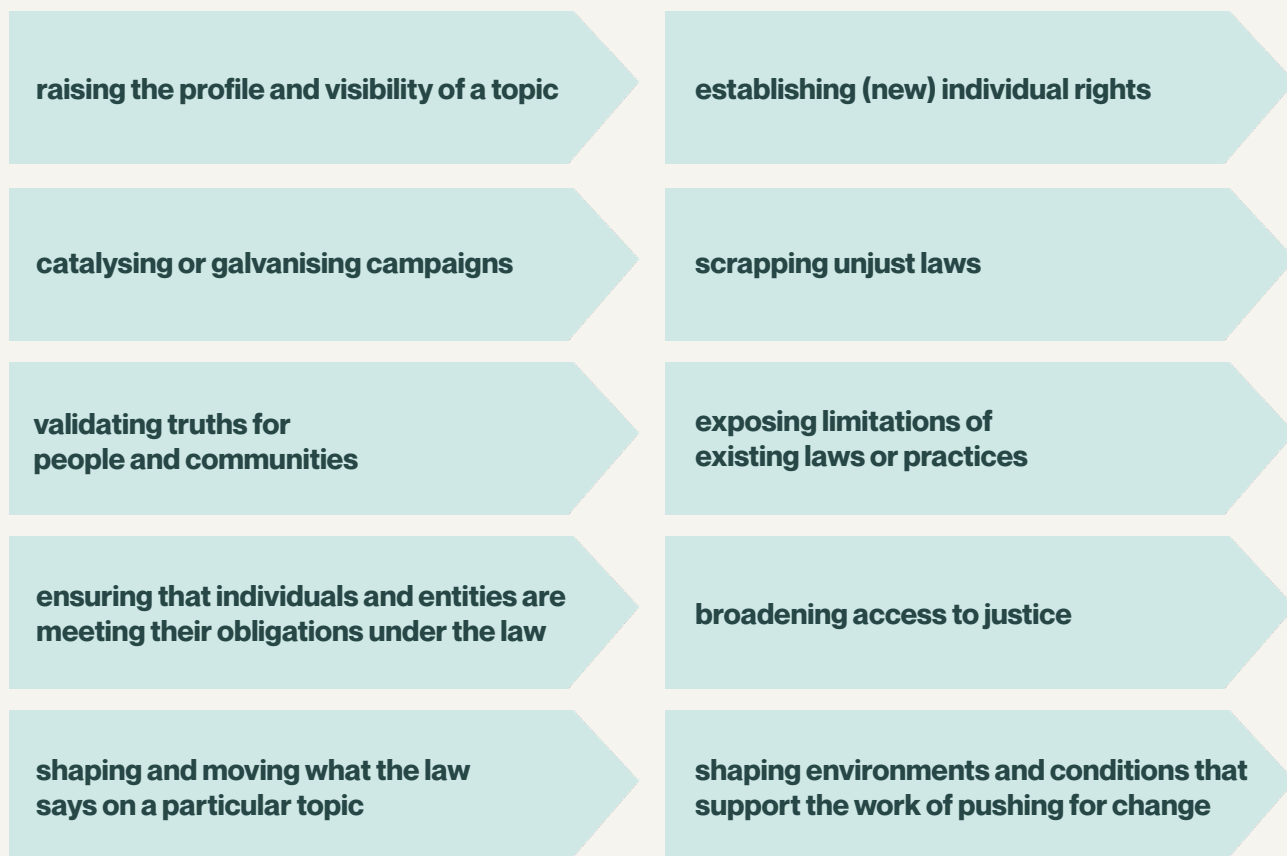 raising the profile and visibility of a topic
establishing (new) individual rights
catalysing or galvanising campaigns
scrapping unjust laws
validating truths for
people and communities
exposing limitations of
existing laws or practices
ensuring that individuals and entities are
meeting their obligations under the law
broadening access to justice
shaping and moving what the law
says on a particular topic
shaping environments and conditions that
support the work of pushing for change